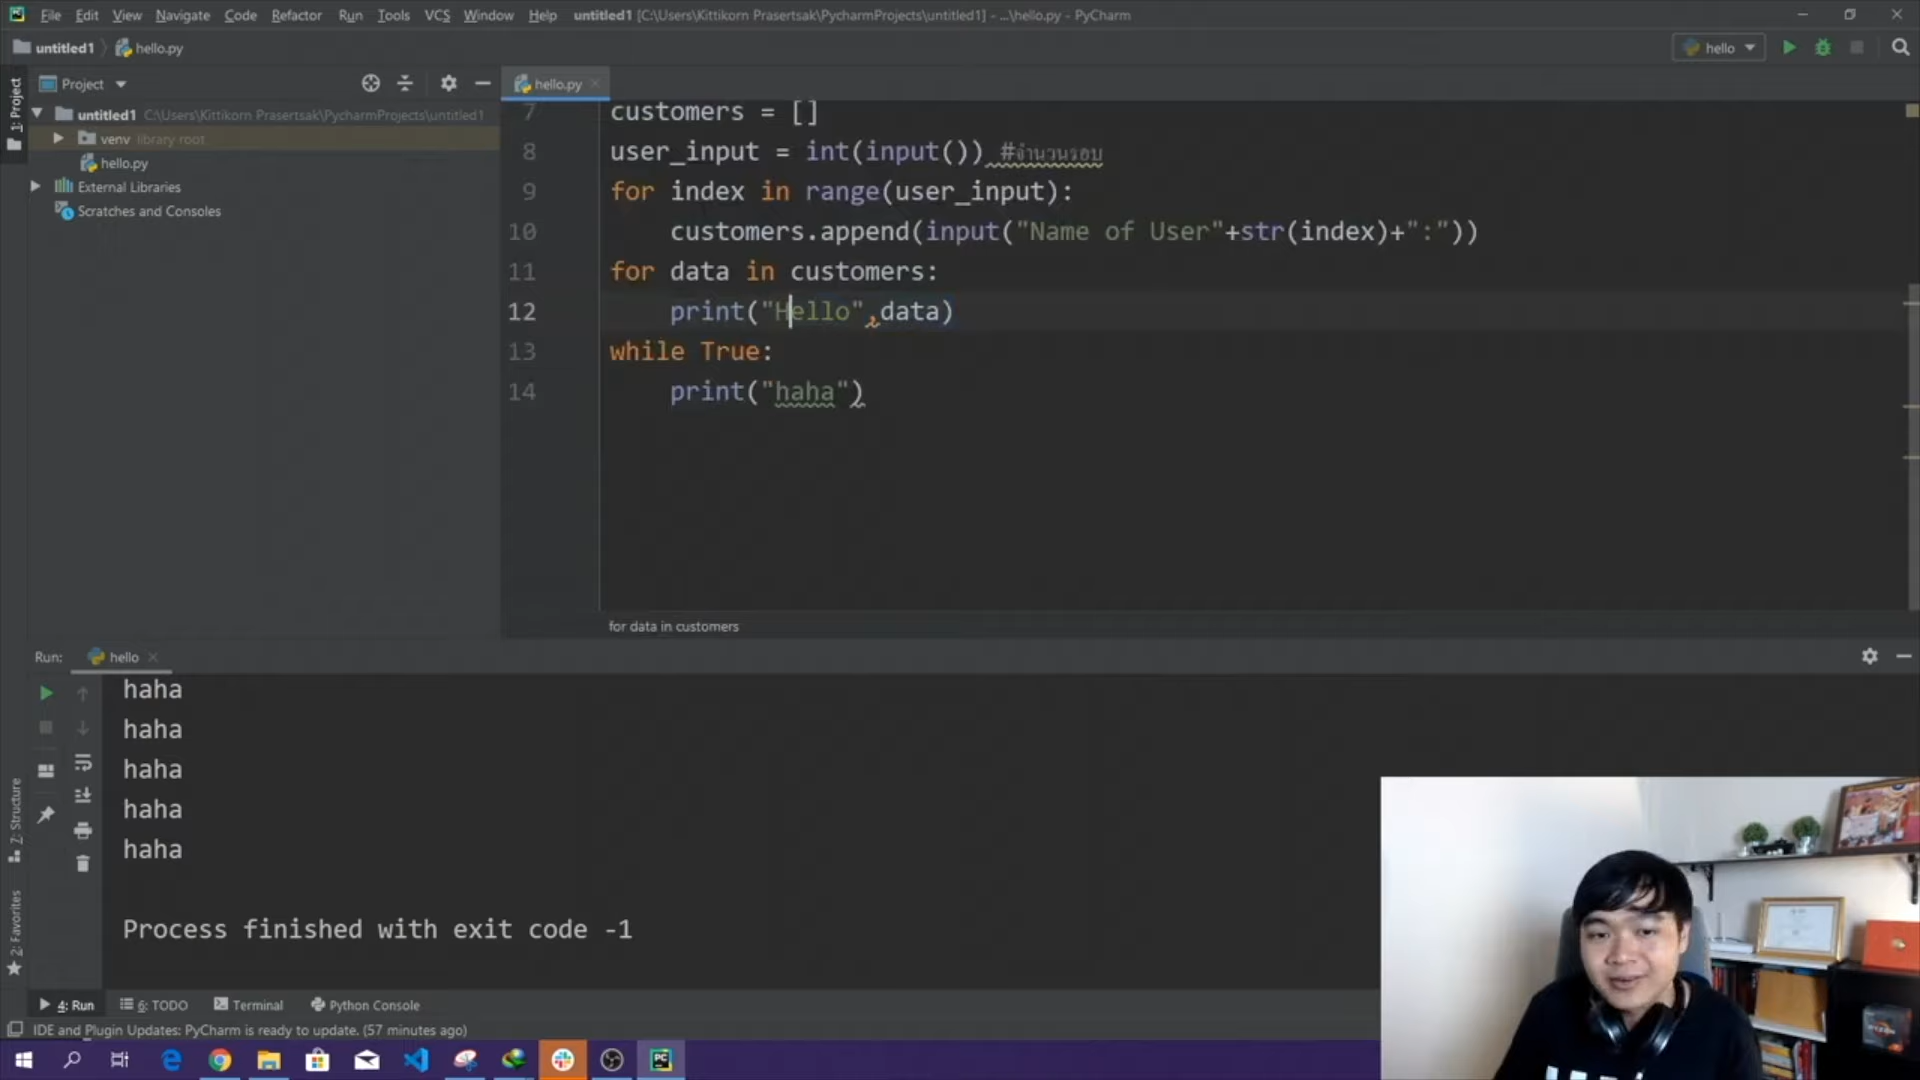 File Edit View Navigate Code Refactor Run Tools VCS Window Help untitled1 [C:\Users\Kittikorn Prasertsak\PycharmProjects\untitled1] - ...\hello.py - PyCharm
untitled1 hello.py
hello
1: Project
Project
hello.py
untitled1 C:\Users\Kittikorn Prasertsak\PycharmProjects\untitled1
venv library root
hello.py
External Libraries
Scratches and Consoles
7 customers = []
8 user_input = int(input()) #จำนวนรอบ
9 for index in range(user_input):
10 customers.append(input("Name of User"+str(index)+":"))
11 for data in customers:
12 print("Hello",data)
13 while True:
14 print("haha")
for data in customers
Run: hello
haha
haha
haha
haha
haha
Process finished with exit code -1
Z: Structure
2: Favorites
4: Run 6: TODO Terminal Python Console
IDE and Plugin Updates: PyCharm is ready to update. (57 minutes ago)